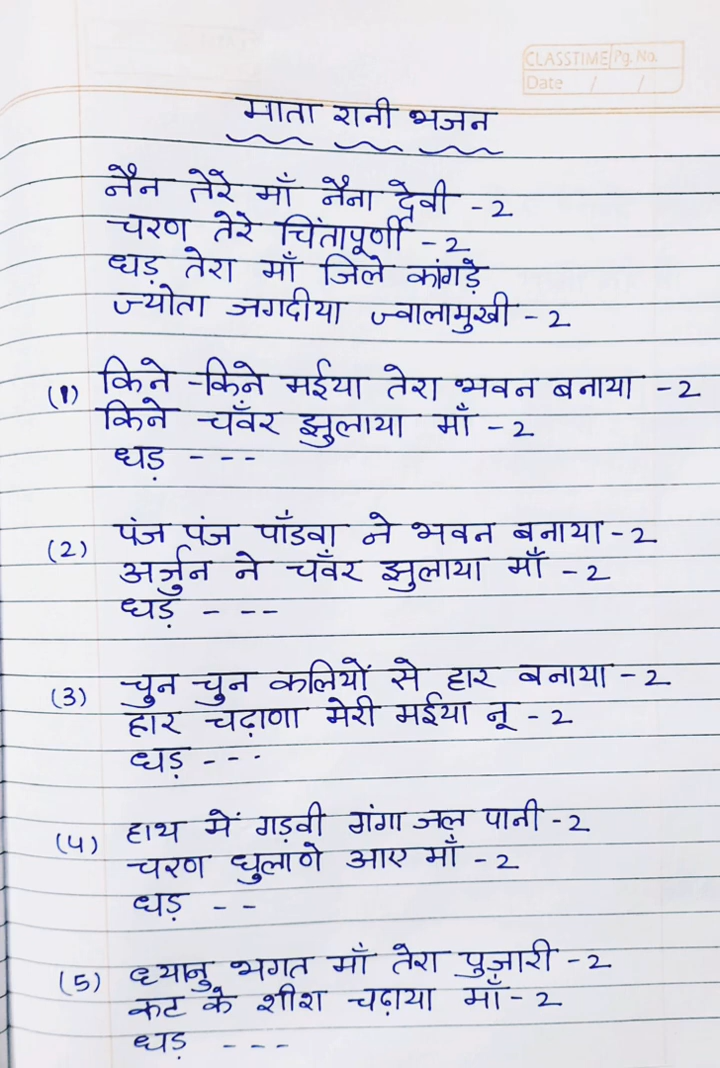 CLASSTIME Pg. No.
Date / /
माता रानी भजन
नैन तेरे माँ नैना देवी - 2
चरण तेरे चिंतापूर्णी - 2
धड़ तेरा माँ जिले कांगड़े
ज्योता जगदीया ज्वालामुखी - 2
(1) किने - किने मईया तेरा भवन बनाया - 2
किने चँवर झुलाया माँ - 2
धड़ - - -
(2) पंज पंज पाँडवा ने भवन बनाया - 2
अर्जुन ने चँवर झुलाया माँ - 2
धड़ - - -
(3) चुन चुन कलियों से हार बनाया - 2
हार चढ़ाणा मेरी मईया नू - 2
धड़ - - -
(4) हाथ में गड़वी गंगा जल पानी - 2
चरण धुलाणे आए माँ - 2
धड़ - -
(5) ध्यानु भगत माँ तेरा पुजारी - 2
कट के शीश चढ़ाया माँ - 2
धड़ - - -